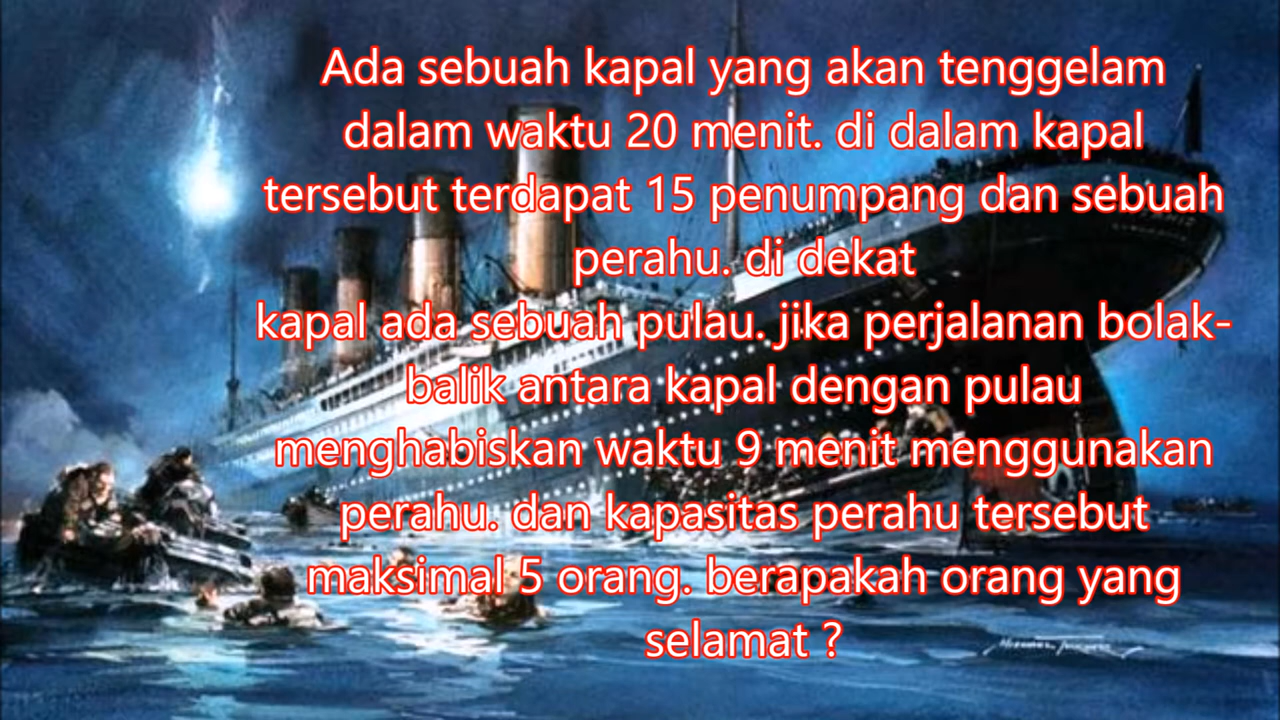 Ada sebuah kapal yang akan tenggelam
dalam waktu 20 menit. di dalam kapal
tersebut terdapat 15 penumpang dan sebuah
perahu. di dekat
kapal ada sebuah pulau. jika perjalanan bolak-
balik antara kapal dengan pulau
menghabiskan waktu 9 menit menggunakan
perahu. dan kapasitas perahu tersebut
maksimal 5 orang. berapakah orang yang
selamat ?